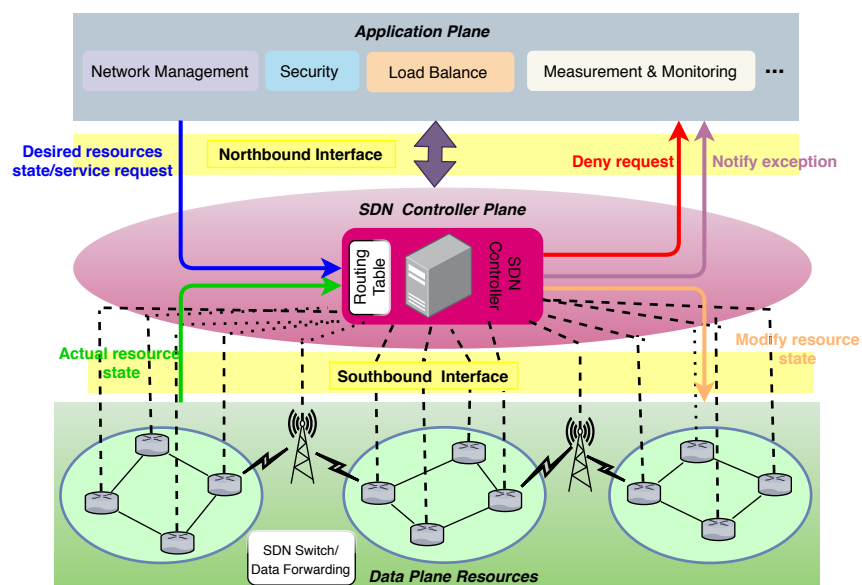 Application Plane
Network Management
Security
Load Balance
Measurement & Monitoring
...
Desired resources
state/service request
Northbound Interface
Deny request
Notify exception
SDN Controller Plane
Routing
Table
SDN
Controller
Actual resource
state
Modify resource
state
Southbound Interface
SDN Switch/
Data Forwarding
Data Plane Resources